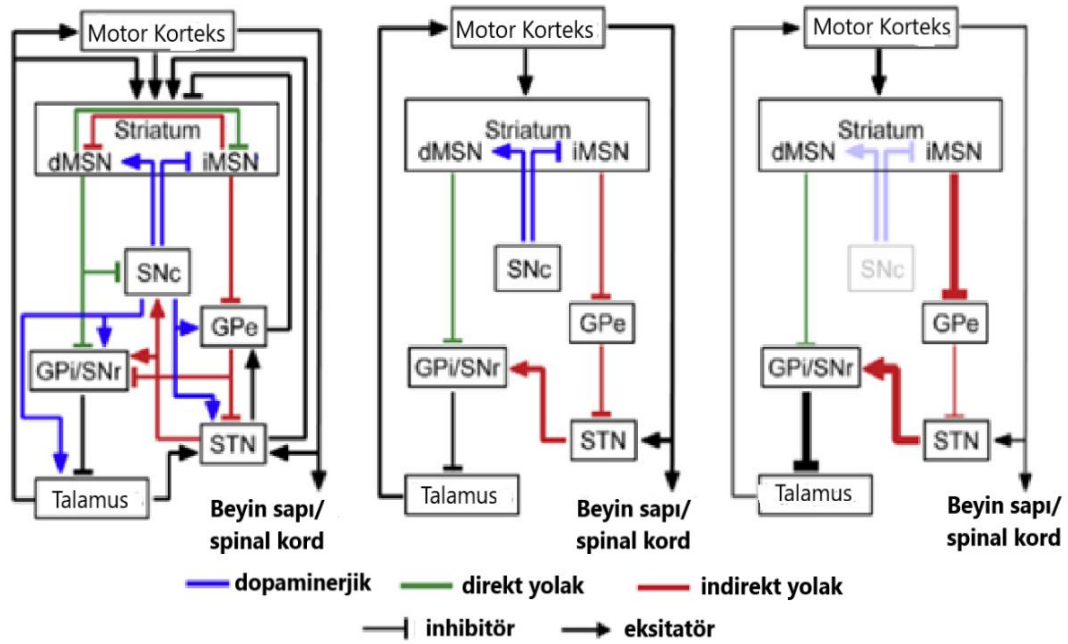 Motor Korteks
Striatum
dMSN
iMSN
SNc
GPe
GPi/SNr
STN
Talamus
Beyin sapı/
spinal kord
Motor Korteks
Striatum
dMSN
iMSN
SNc
GPe
GPi/SNr
STN
Talamus
Beyin sapı/
spinal kord
Motor Korteks
Striatum
dMSN
iMSN
SNc
GPe
GPi/SNr
STN
Talamus
Beyin sapı/
spinal kord
dopaminerjik
direkt yolak
indirekt yolak
inhibitör
eksitatör